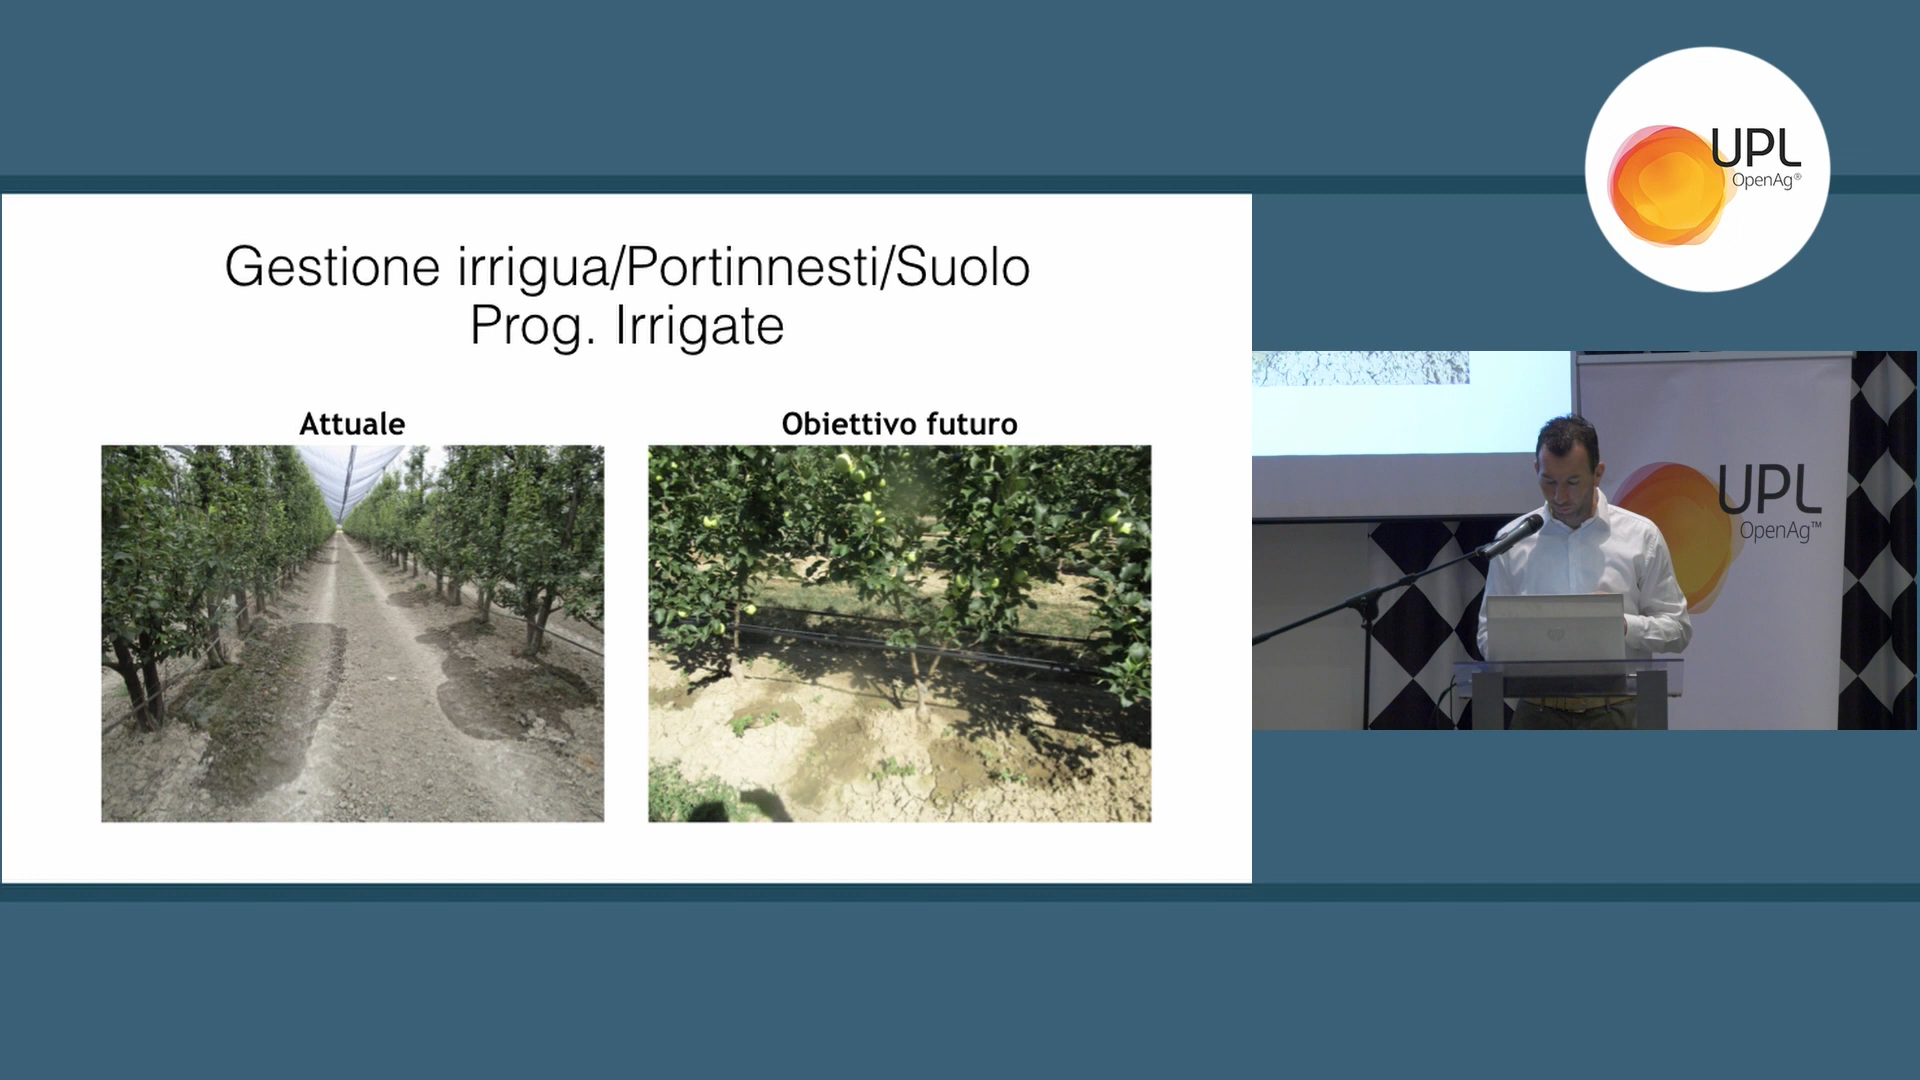 UPL
OpenAg®
Gestione irrigua/Portinnesti/Suolo
Prog. Irrigate
Attuale
Obiettivo futuro
UPL
OpenAg™